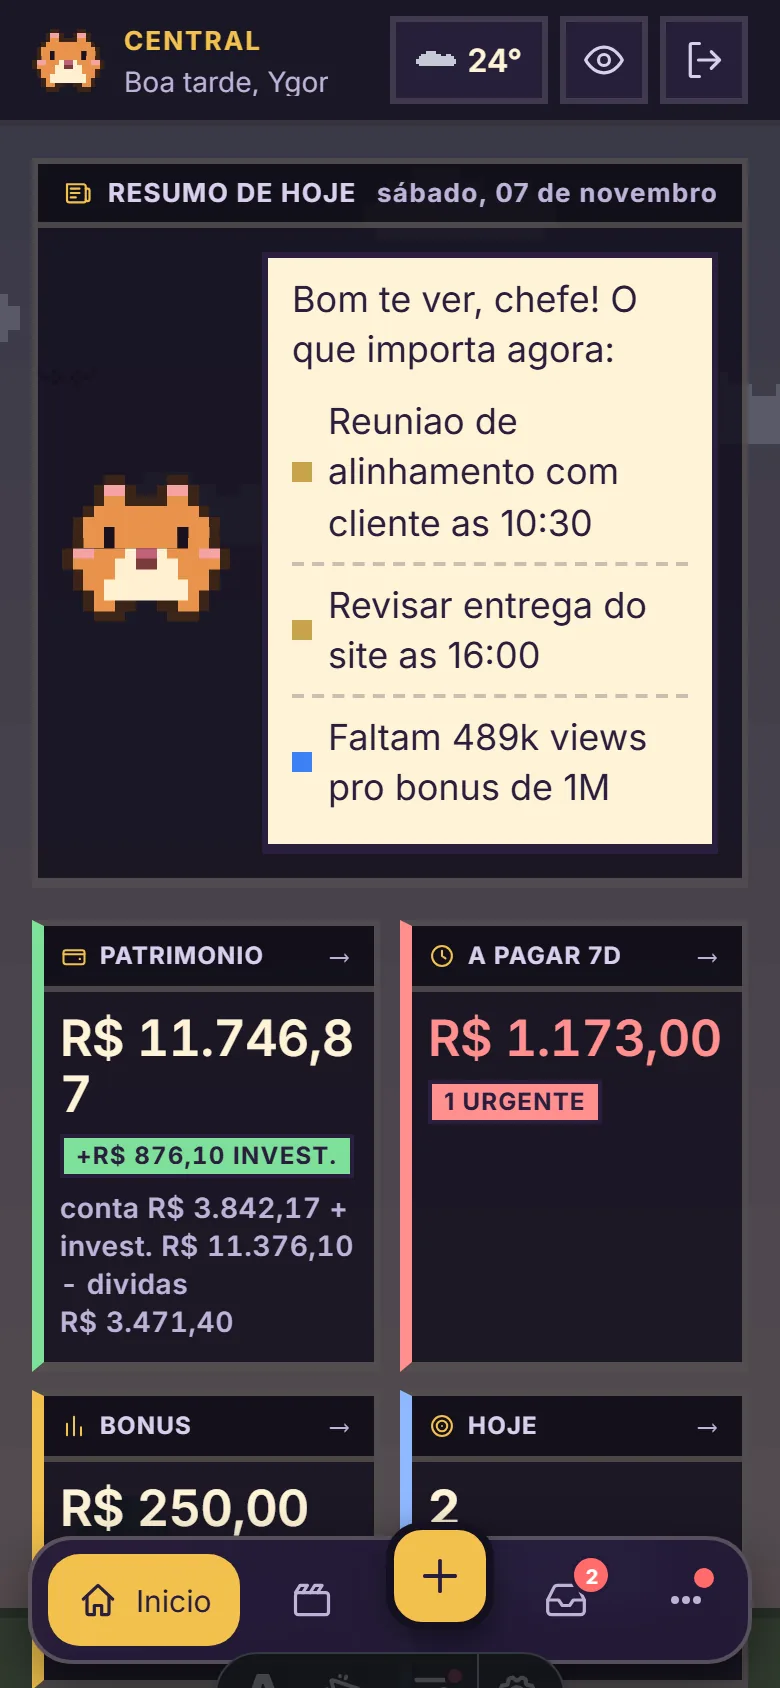 CENTRAL
Boa tarde, Ygor
24°
RESUMO DE HOJE sábado, 07 de novembro
Bom te ver, chefe! O
que importa agora:
Reuniao de
alinhamento com
cliente as 10:30
Revisar entrega do
site as 16:00
Faltam 489k views
pro bonus de 1M
PATRIMONIO →
R$ 11.746,8
7
+R$ 876,10 INVEST.
conta R$ 3.842,17 +
invest. R$ 11.376,10
- dividas
R$ 3.471,40
A PAGAR 7D →
R$ 1.173,00
1 URGENTE
BONUS →
R$ 250,00
HOJE →
2
Inicio
2